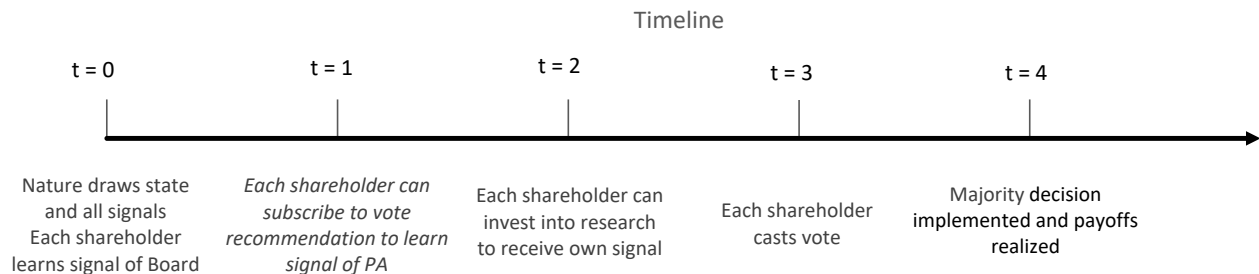 Timeline
t = 0
t = 1
t = 2
t = 3
t = 4
Nature draws state
and all signals
Each shareholder
learns signal of Board
Each shareholder can
subscribe to vote
recommendation to learn
signal of PA
Each shareholder can
invest into research
to receive own signal
Each shareholder
casts vote
Majority decision
implemented and payoffs
realized